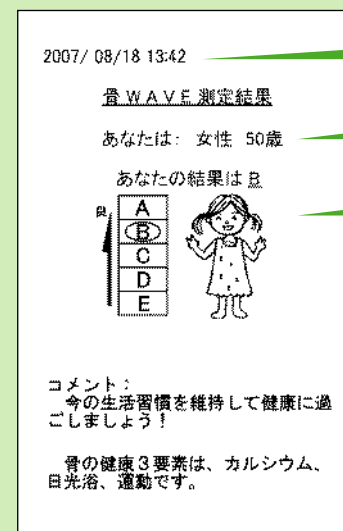 2007/ 08/18 13:42
骨WAVE測定結果
あなたは: 女性 50歳
あなたの結果は B
良
A
B
C
D
E
コメント:
今の生活習慣を維持して健康に過
ごしましょう!
骨の健康3要素は、カルシウム、
日光浴、運動です。